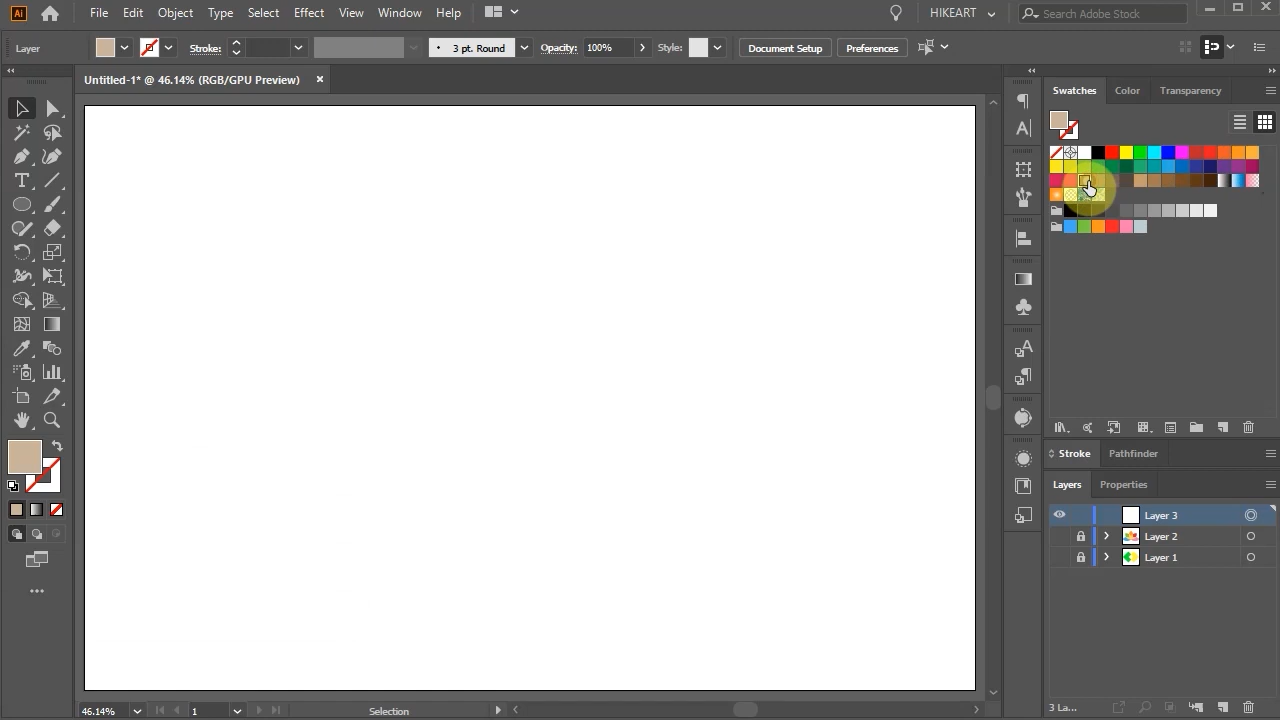 Ai File Edit Object Type Select Effect View Window Help HIKEART Search Adobe Stock
Layer Stroke: 3 pt. Round Opacity: 100% Style: Document Setup Preferences
Untitled-1* @ 46.14% (RGB/GPU Preview) ×
Swatches Color Transparency
Stroke Pathfinder
Layers Properties
Layer 3
Layer 2
Layer 1
3 La...
46.14% 1 Selection